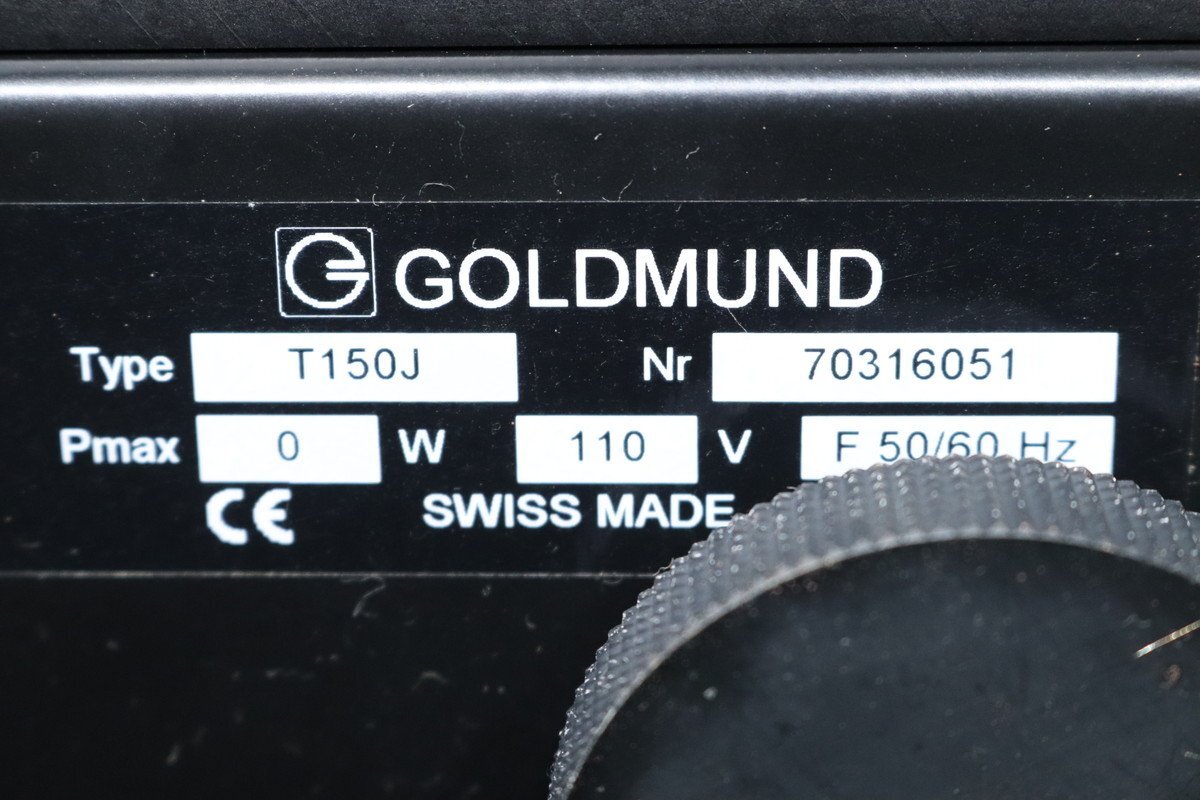 GOLDMUND
Type T150J Nr 70316051
Pmax 0 W 110 V F 50/60 Hz
CE SWISS MADE